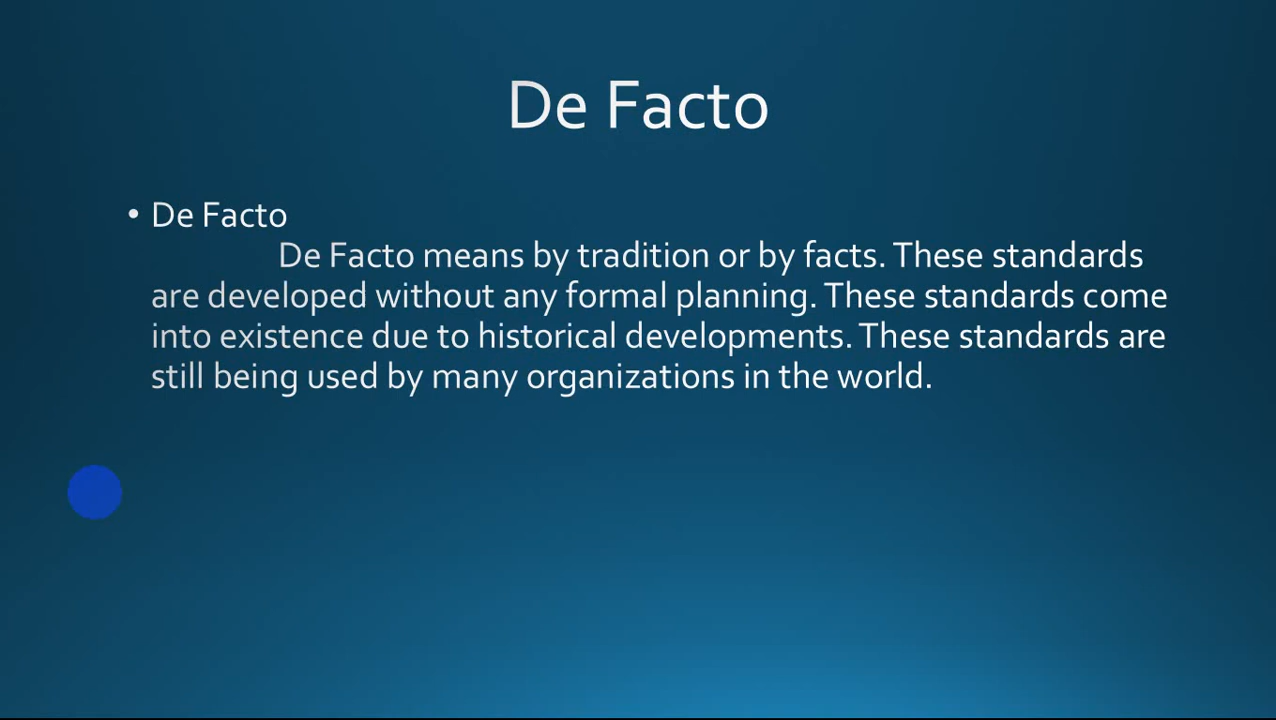 De Facto
• De Facto
De Facto means by tradition or by facts. These standards
are developed without any formal planning. These standards come
into existence due to historical developments. These standards are
still being used by many organizations in the world.